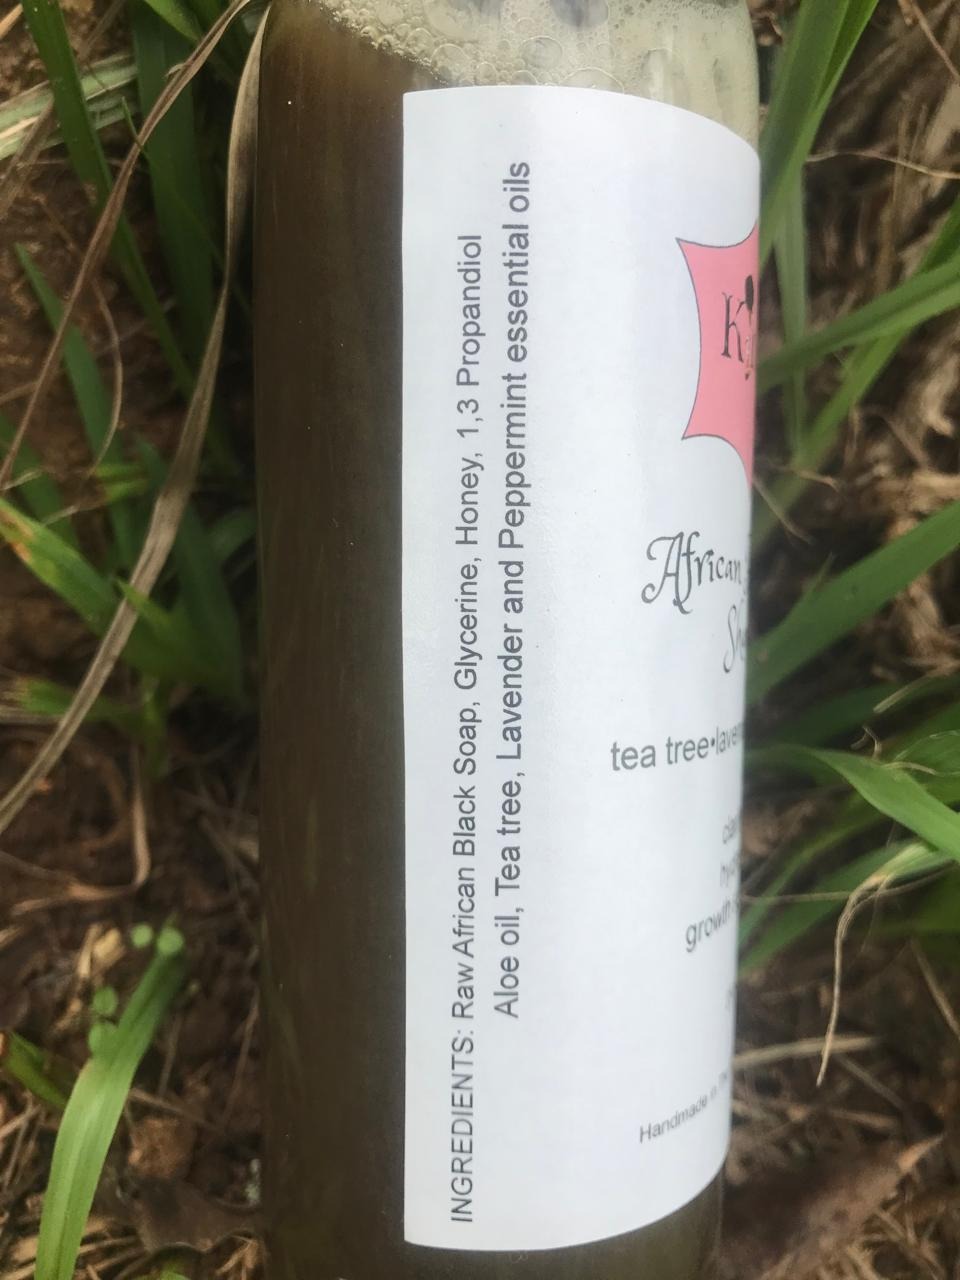 INGREDIENTS: Raw African Black Soap, Glycerine, Honey, 1,3 Propandiol
Aloe oil, Tea tree, Lavender and Peppermint essential oils
African
tea tree•laven
growth
Handmade